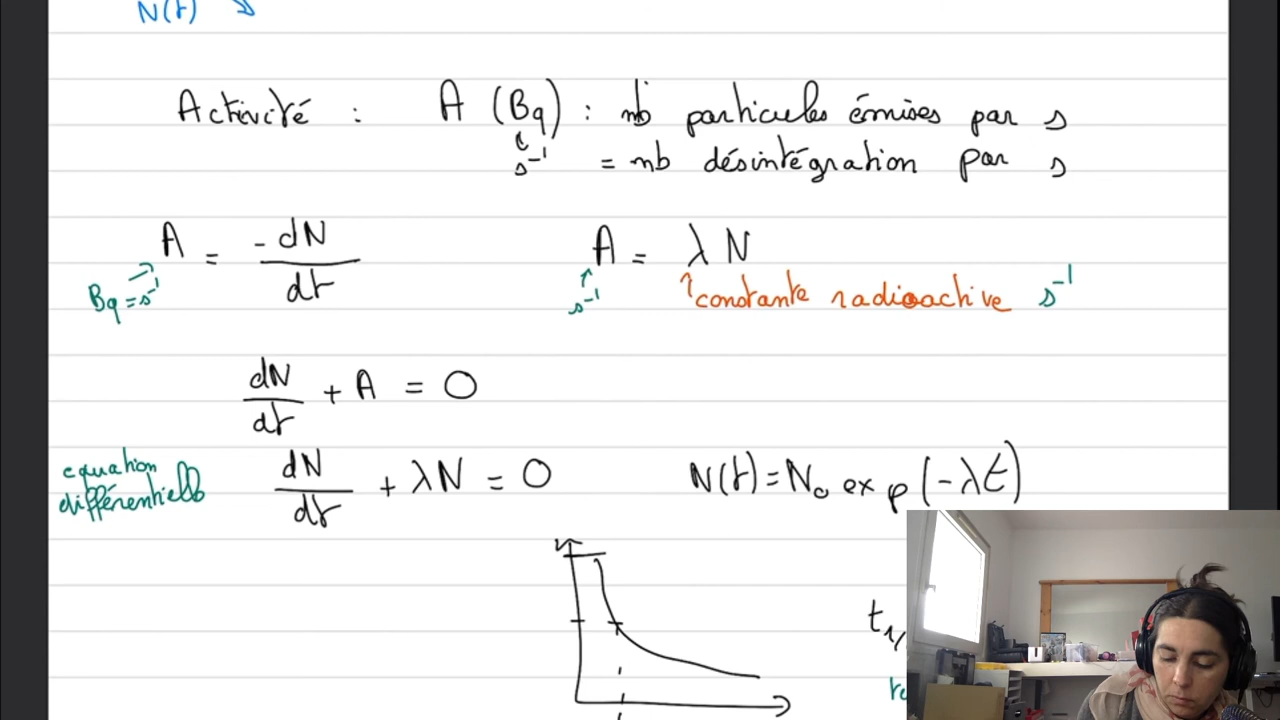 N(t) ↘
Activité : A (Bq) : nb particules émises par s
s⁻¹ = nb désintégration par s
A = -dN/dt A = λ N
Bq = s⁻¹ s⁻¹ constante radioactive s⁻¹
dN/dt + A = 0
equation différentielle dN/dt + λN = 0 N(t) = N₀ exp(-λt)
t₁/